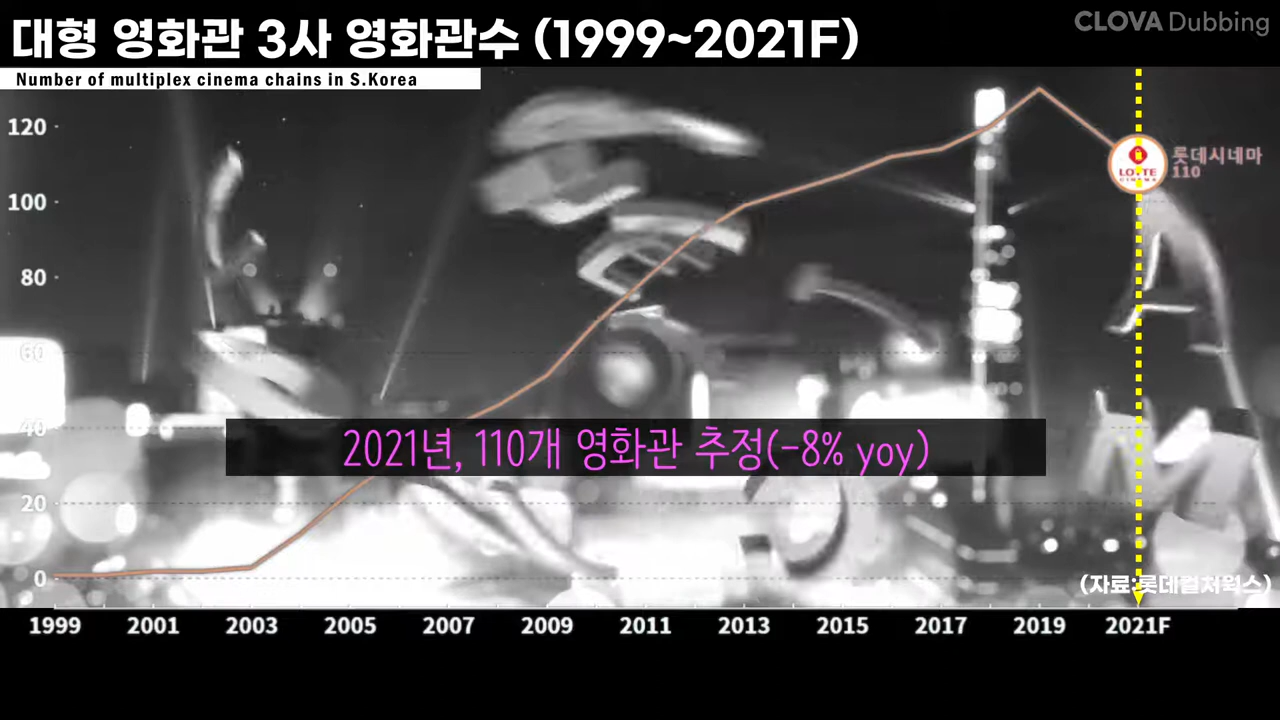 대형 영화관 3사 영화관수 (1999~2021F)
CLOVA Dubbing
Number of multiplex cinema chains in S.Korea
120
100
80
60
40
20
0
롯데시네마
110
LOTTE
CINEMA
2021년, 110개 영화관 추정(-8% yoy)
(자료:롯데컬처웍스)
1999 2001 2003 2005 2007 2009 2011 2013 2015 2017 2019 2021F